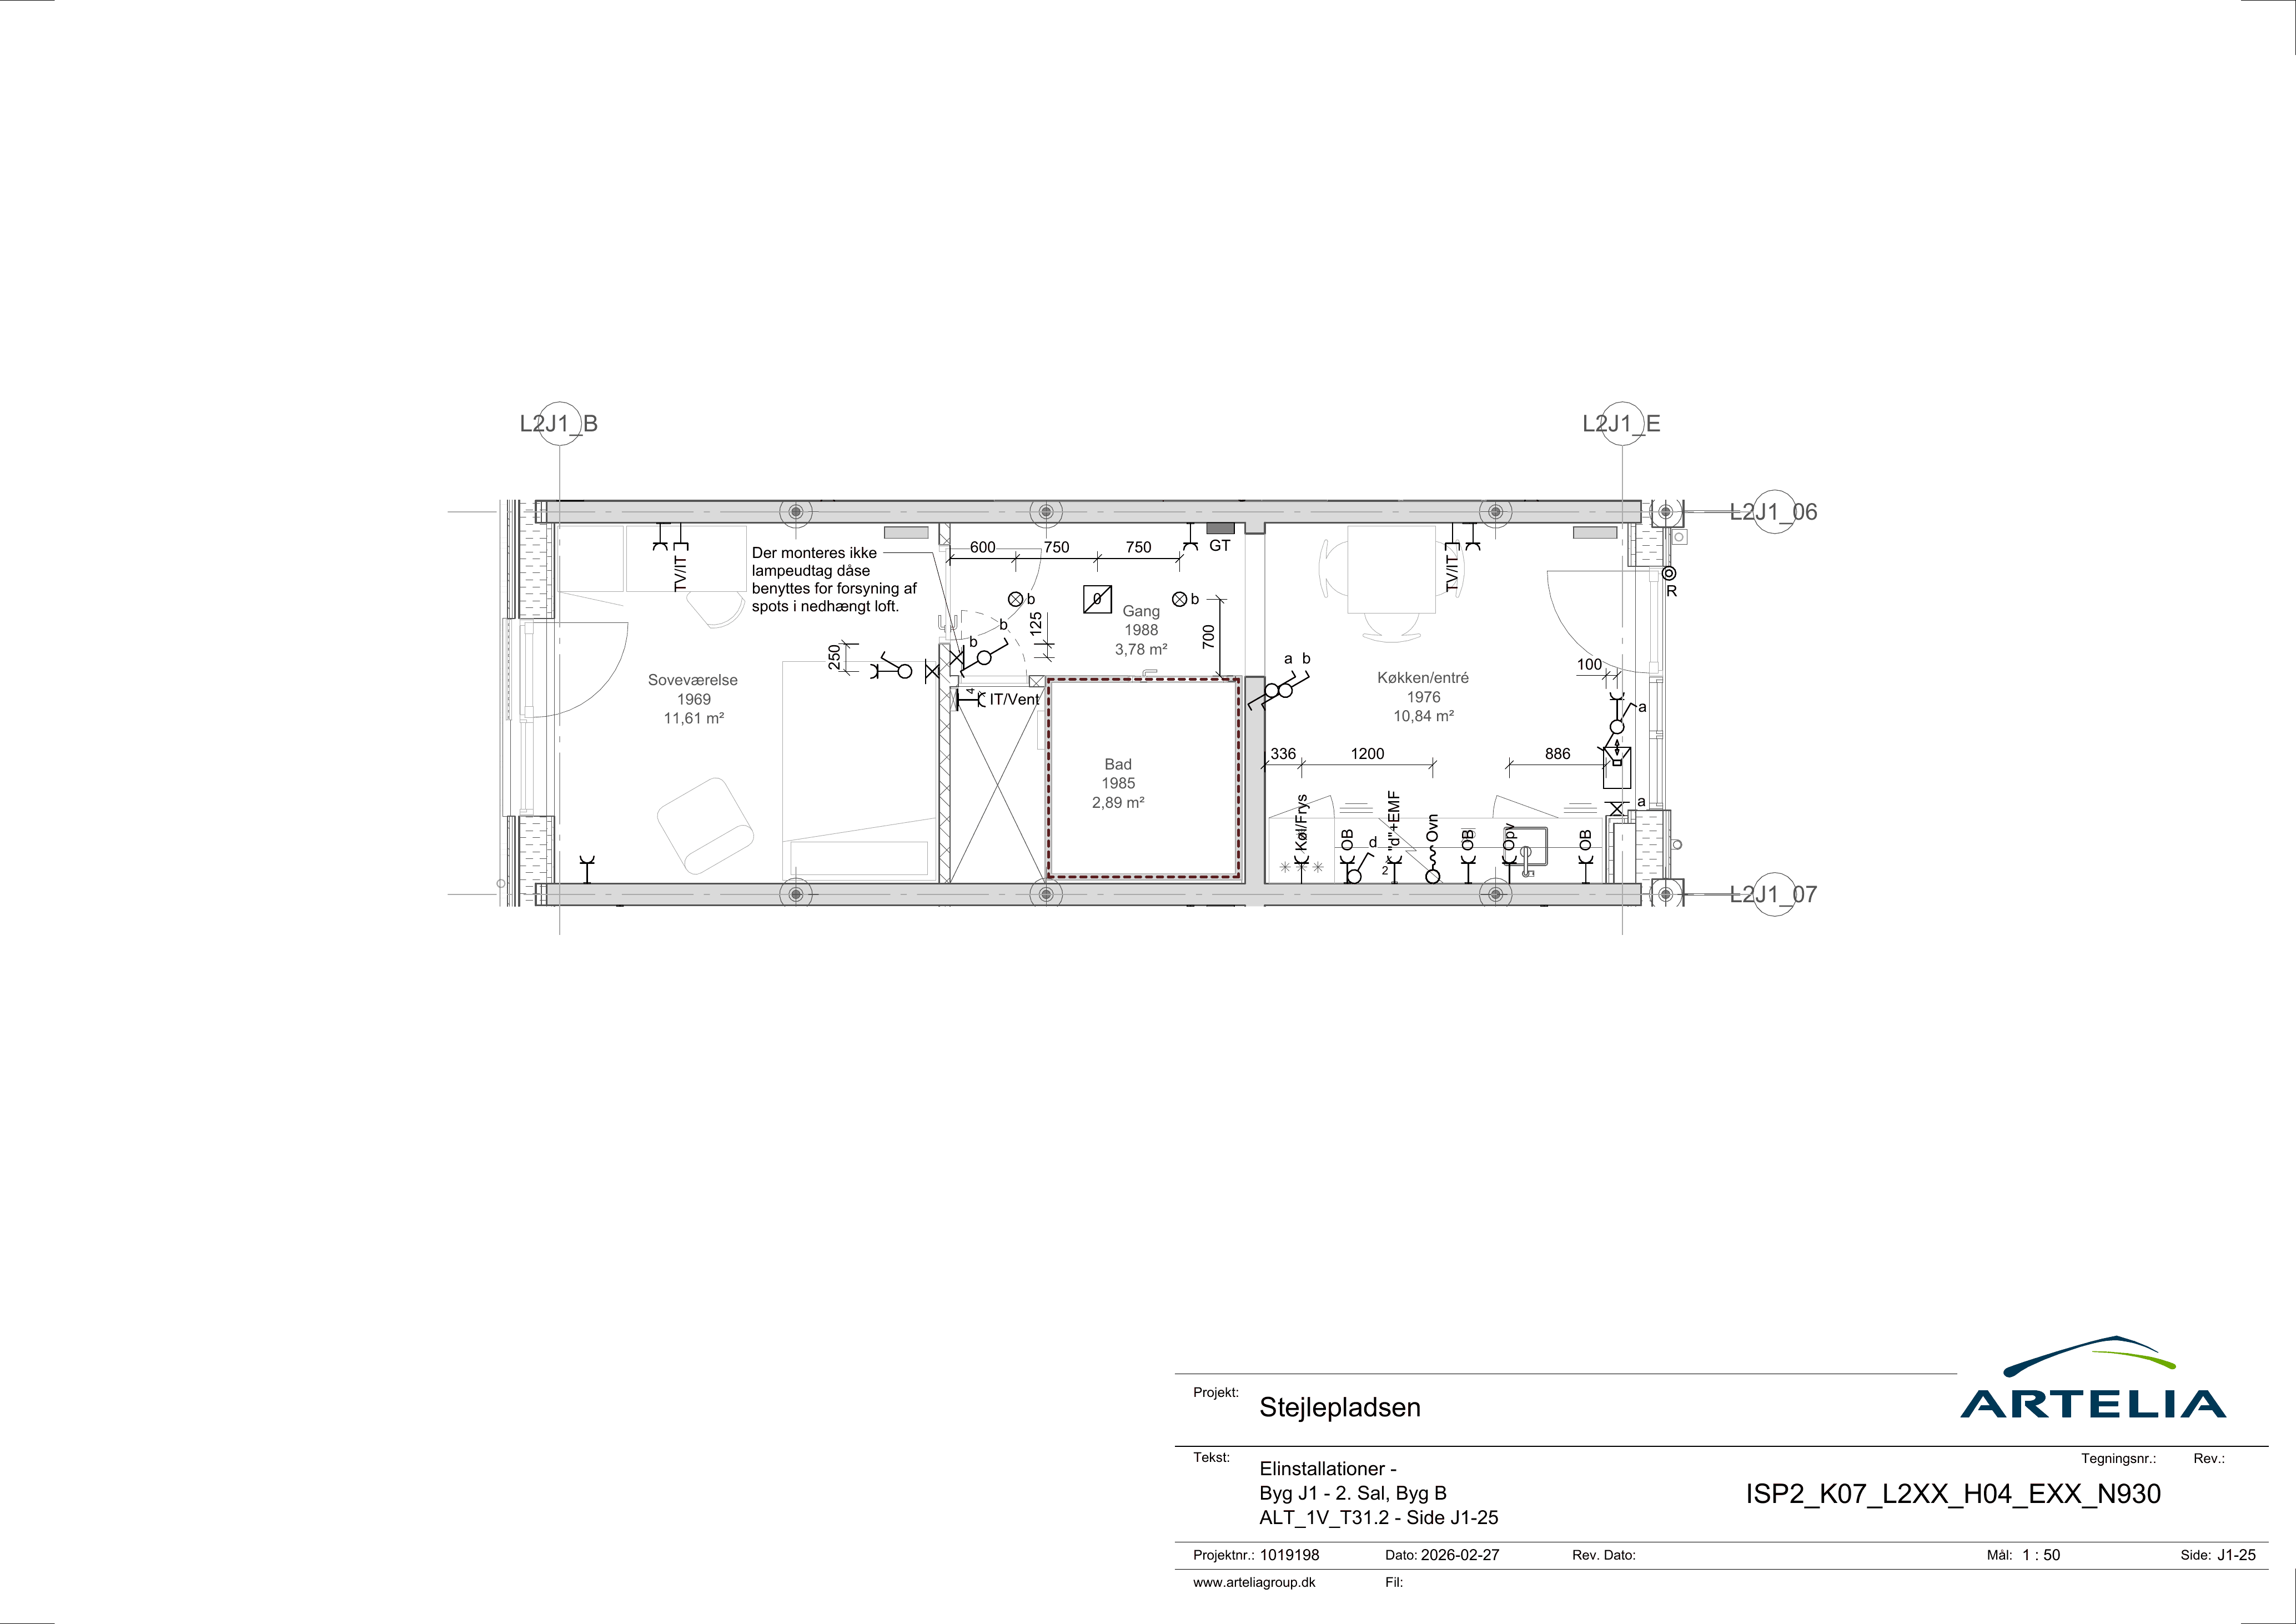 L2J1_B
L2J1_E
L2J1_06
Der monteres ikke
lampeudtag dåse
benyttes for forsyning af
spots i nedhængt loft.
TV/IT
600
750
750
GT
TV/IT
R
b
0
b
Gang
1988
3,78 m²
125
700
b
b
250
a b
100
Soveværelse
1969
11,61 m²
4
IT/Vent
Køkken/entré
1976
10,84 m²
a
336
1200
886
Bad
1985
2,89 m²
a
Køl/Frys
OB
d
2
"d"+EMF
Ovn
OB
Opv
OB
L2J1_07
Projekt:
Stejlepladsen
ARTELIA
Tekst:
Elinstallationer -
Byg J1 - 2. Sal, Byg B
ALT_1V_T31.2 - Side J1-25
Tegningsnr.:
Rev.:
ISP2_K07_L2XX_H04_EXX_N930
Projektnr.: 1019198
Dato: 2026-02-27
Rev. Dato:
Mål: 1 : 50
Side: J1-25
www.arteliagroup.dk
Fil: